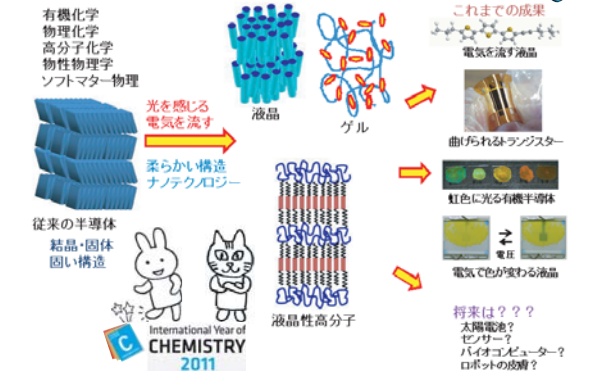 有機化学
物理化学
高分子化学
物性物理学
ソフトマター物理
光を感じる
電気を流す
柔らかい構造
ナノテクノロジー
従来の半導体
結晶・固体
固い構造
液晶
ゲル
液晶性高分子
これまでの成果
電気を流す液晶
曲げられるトランジスター
虹色に光る有機半導体
電圧
電気で色が変わる液晶
将来は？？？
太陽電池？
センサー？
バイオコンピューター？
ロボットの皮膚？
C
International Year of
CHEMISTRY
2011